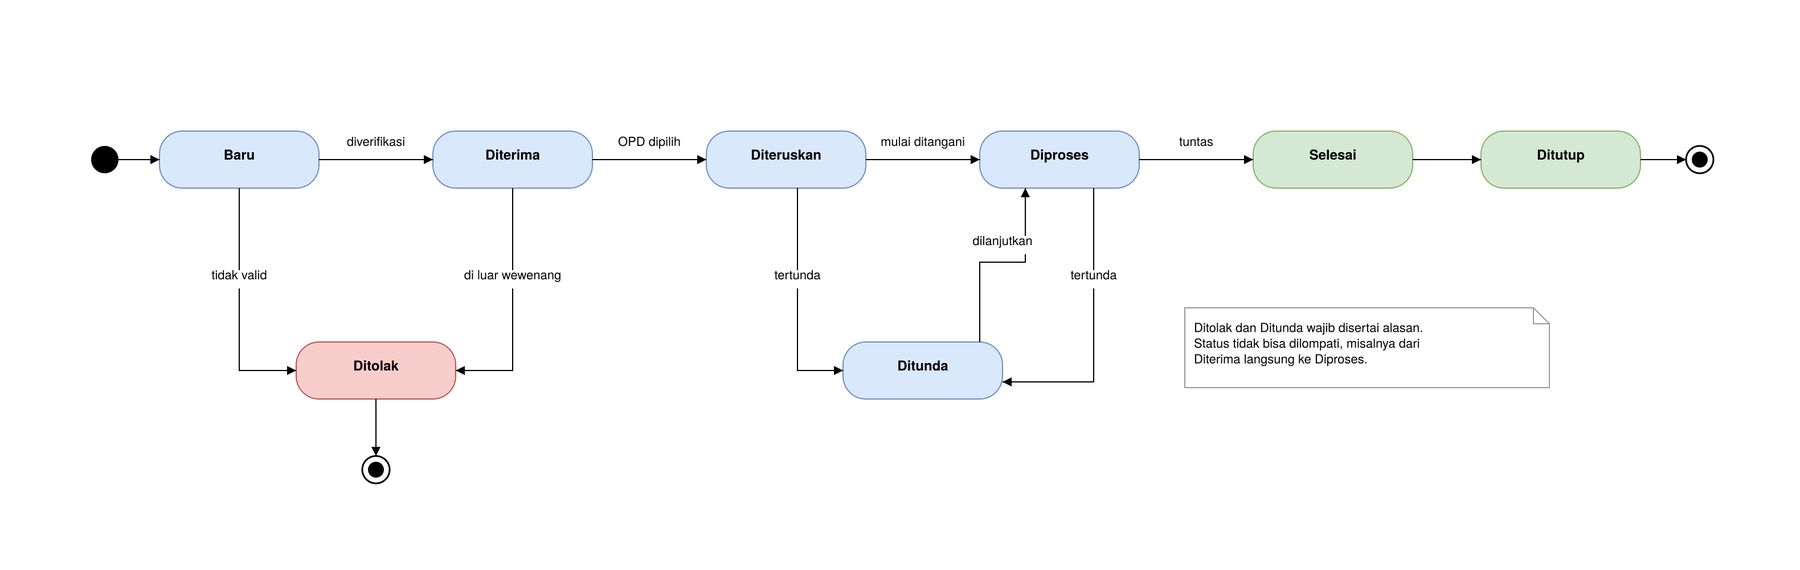 Baru
diverifikasi
Diterima
OPD dipilih
Diteruskan
mulai ditangani
Diproses
tuntas
Selesai
Ditutup
dilanjutkan
tidak valid
di luar wewenang
tertunda
tertunda
Ditolak
Ditunda
Ditolak dan Ditunda wajib disertai alasan.
Status tidak bisa dilompati, misalnya dari
Diterima langsung ke Diproses.